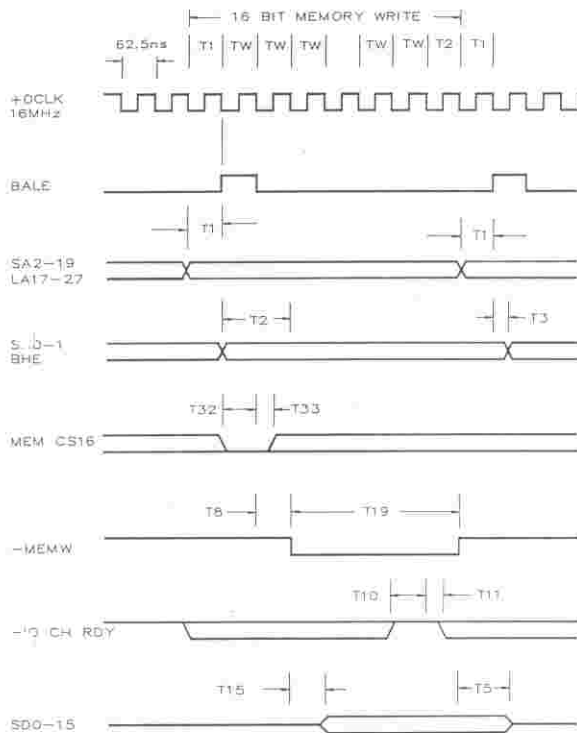 16 BIT MEMORY WRITE
62.5ns
T1 TW TW. TW TW. TW. T2 T1
16MHz
BALE
T1 T1
SA2-19
LA17-27
T2 T3
BHE
T32 T33
MEM CS16
T8 T19
-MEMW
T10 T11
CH RDY
T15 T5
SD0-15